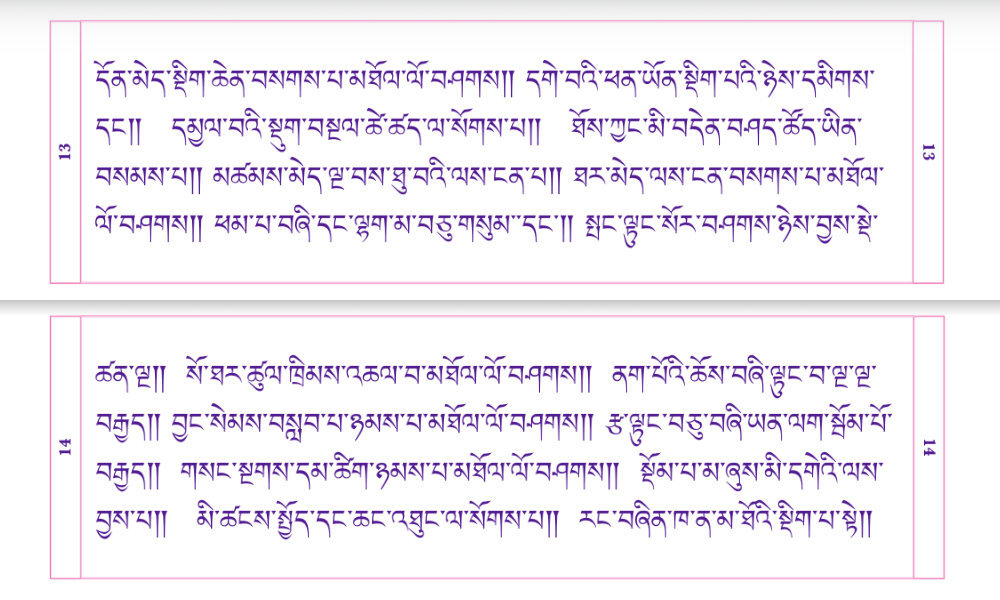 དོན་མེད་སྡིག་ཆེན་བསགས་པ་མཐོལ་ལོ་བཤགས།། དགེ་བའི་ཕན་ཡོན་སྡིག་པའི་ཉེས་དམིགས་
དང༎ དམྱལ་བའི་སྡུག་བསྔལ་ཚེ་ཚད་ལ་སོགས་པ།། ཐོས་ཀྱང་མི་བདེན་བཤད་ཚོད་ཡིན་
བསམས་པ།། མཚམས་མེད་ལྔ་བས་ཐུ་བའི་ལས་ངན་པ།། ཐར་མེད་ལས་ངན་བསགས་པ་མཐོལ་
ལོ་བཤགས།། ཕམ་པ་བཞི་དང་ལྷག་མ་བཅུ་གསུམ་་དང་།། སྤང་ལྟུང་སོར་བཤགས་ཉེས་བྱས་སྡེ་
13
13
ཚན་ལྔ།། སོ་ཐར་ཚུལ་ཁྲིམས་འཆལ་བ་མཐོལ་ལོ་བཤགས།། ནག་པོའི་ཆོས་བཞི་ལྟུང་བ་ལྔ་ལྔ་
བརྒྱད།། བྱང་སེམས་བསླབ་པ་ཉམས་པ་མཐོལ་ལོ་བཤགས།། རྩ་ལྟུང་བཅུ་བཞི་ཡན་ལག་སྦོམ་པོ་
བརྒྱད།། གསང་སྔགས་དམ་ཚིག་ཉམས་པ་མཐོལ་ལོ་བཤགས།། སྡོམ་པ་མ་ཞུས་མི་དགེའི་ལས་
བྱས་པ།། མི་ཚངས་སྤྱོད་དང་ཆང་འཐུང་ལ་སོགས་པ།། རང་བཞིན་ཁ་ན་མ་ཐོའི་སྡིག་པ་སྟེ།།
14
14